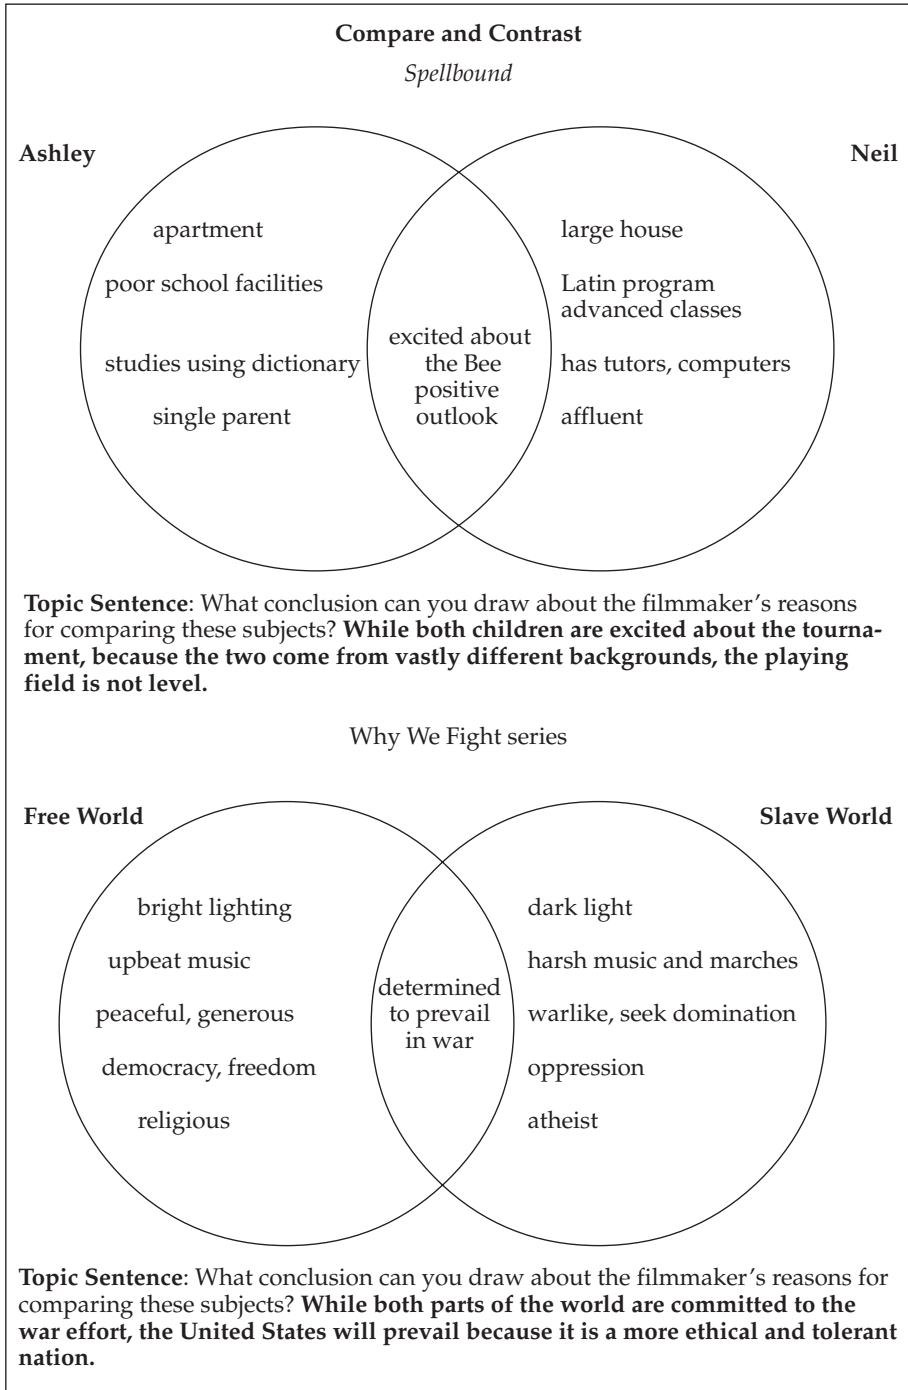 Compare and Contrast
Spellbound
Ashley
Neil
apartment
poor school facilities
studies using dictionary
single parent
excited about
the Bee
positive
outlook
large house
Latin program
advanced classes
has tutors, computers
affluent
Topic Sentence: What conclusion can you draw about the filmmaker's reasons
for comparing these subjects? While both children are excited about the tourna-
ment, because the two come from vastly different backgrounds, the playing
field is not level.
Why We Fight series
Free World
Slave World
bright lighting
upbeat music
peaceful, generous
democracy, freedom
religious
determined
to prevail
in war
dark light
harsh music and marches
warlike, seek domination
oppression
atheist
Topic Sentence: What conclusion can you draw about the filmmaker's reasons for
comparing these subjects? While both parts of the world are committed to the
war effort, the United States will prevail because it is a more ethical and tolerant
nation.